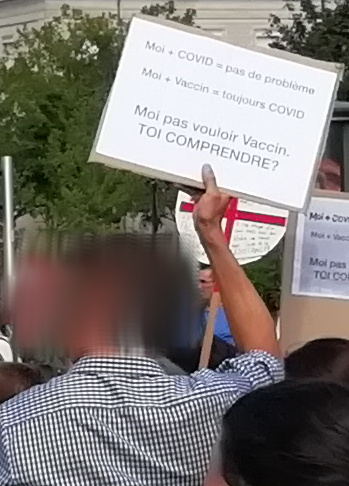 Moi + COVID = pas de problème
Moi + Vaccin = toujours COVID
Moi pas vouloir Vaccin.
TOI COMPRENDRE?
Moi + COV
Moi + Vacc
Moi pas
TOI CO